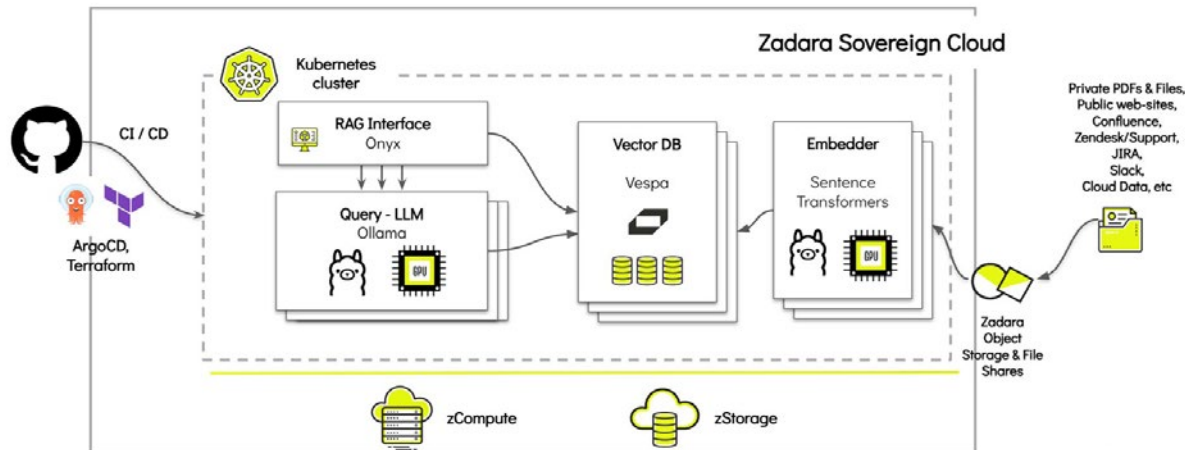 Zadara Sovereign Cloud
Kubernetes
cluster
CI / CD
ArgoCD,
Terraform
RAG Interface
Onyx
Query - LLM
Ollama
GPU
Vector DB
Vespa
Embedder
Sentence
Transformers
GPU
Private PDFs & Files,
Public web-sites,
Confluence,
Zendesk/Support,
JIRA,
Slack,
Cloud Data, etc
Zadara
Object
Storage & File
Shares
zCompute
zStorage